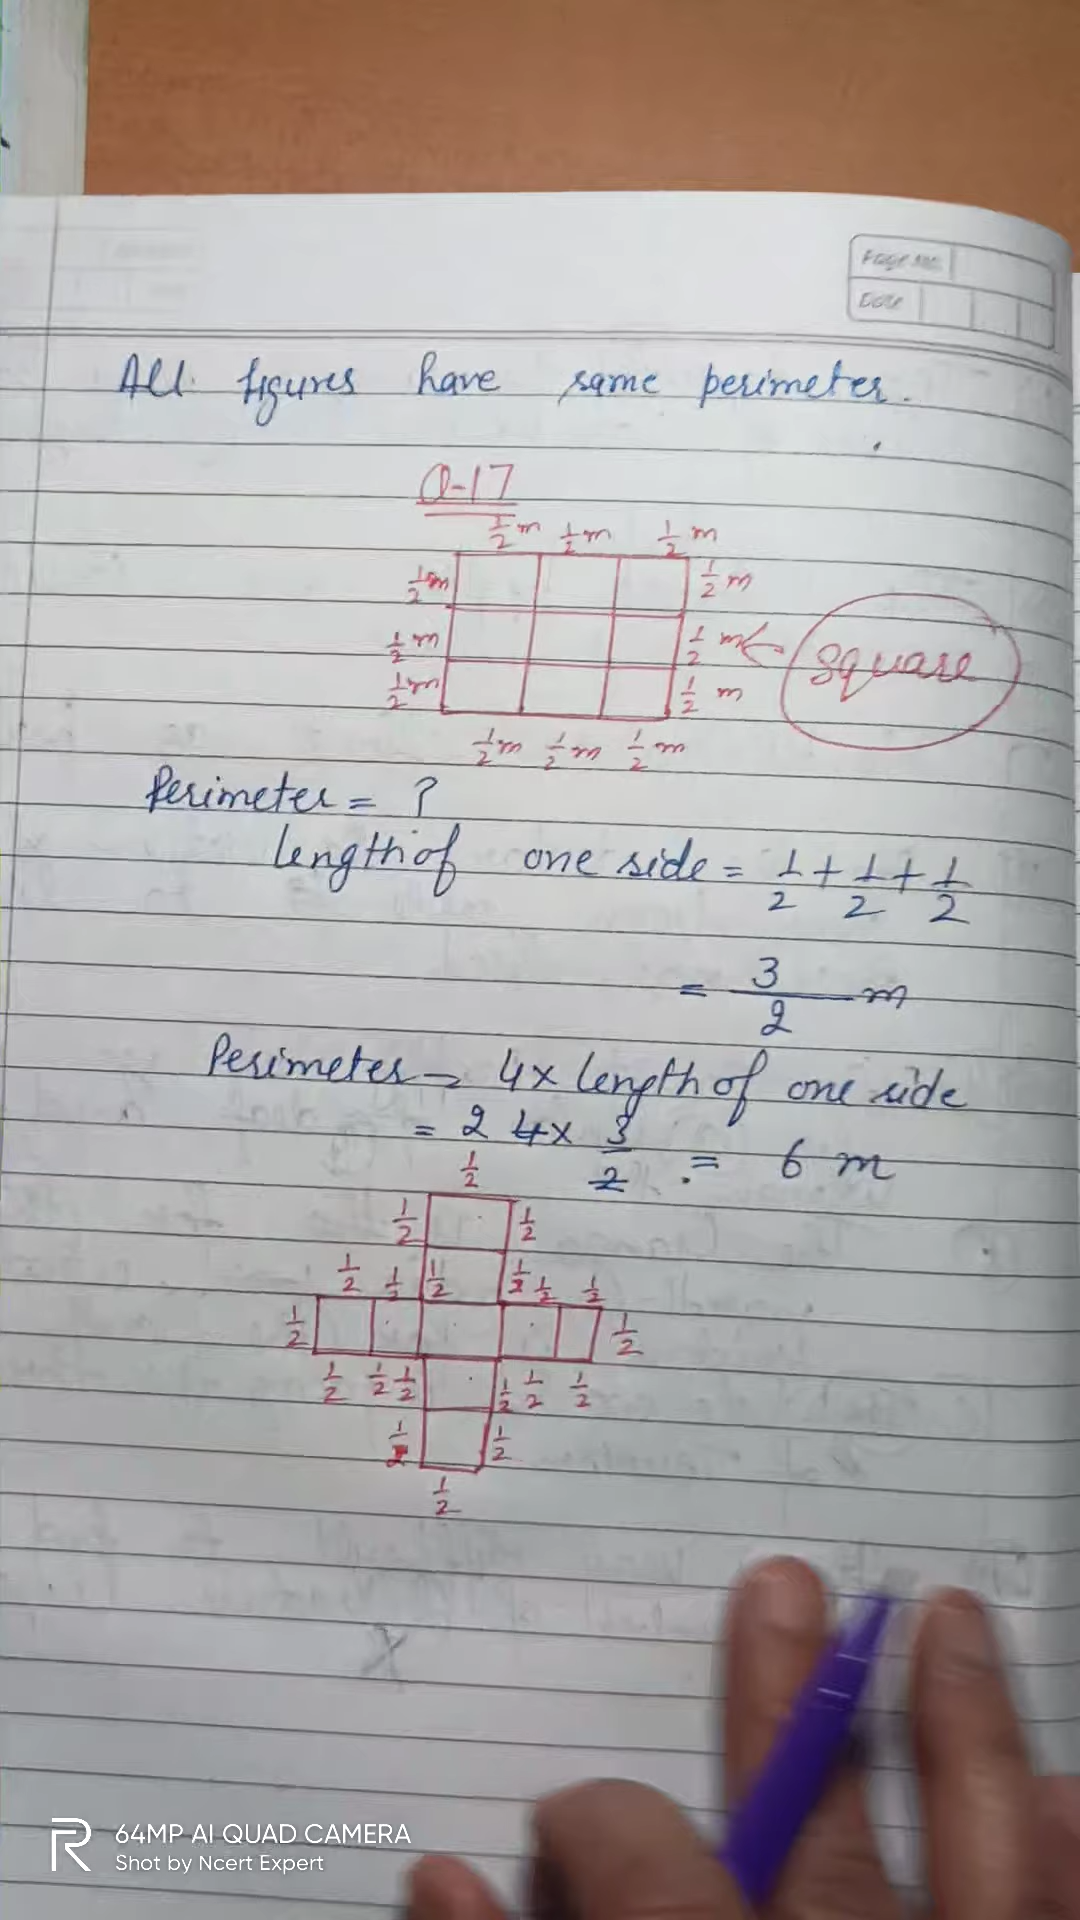 Page No.
Date
All figures have same perimeter.
Q-17
1/2 m 1/2 m 1/2 m
1/2 m 1/2 m
1/2 m 1/2 m square
1/2 m 1/2 m
1/2 m 1/2 m 1/2 m
Perimeter = ?
length of one side = 1/2 + 1/2 + 1/2
= 3/2 m
Perimeter = 4 x length of one side
= 2 4 x 3/2 = 6 m
1/2
1/2 1/2
1/2 1/2 1/2 1/2 1/2 1/2
1/2 1/2
1/2 1/2 1/2 1/2 1/2 1/2
1/2 1/2
1/2
R 64MP AI QUAD CAMERA
Shot by Ncert Expert